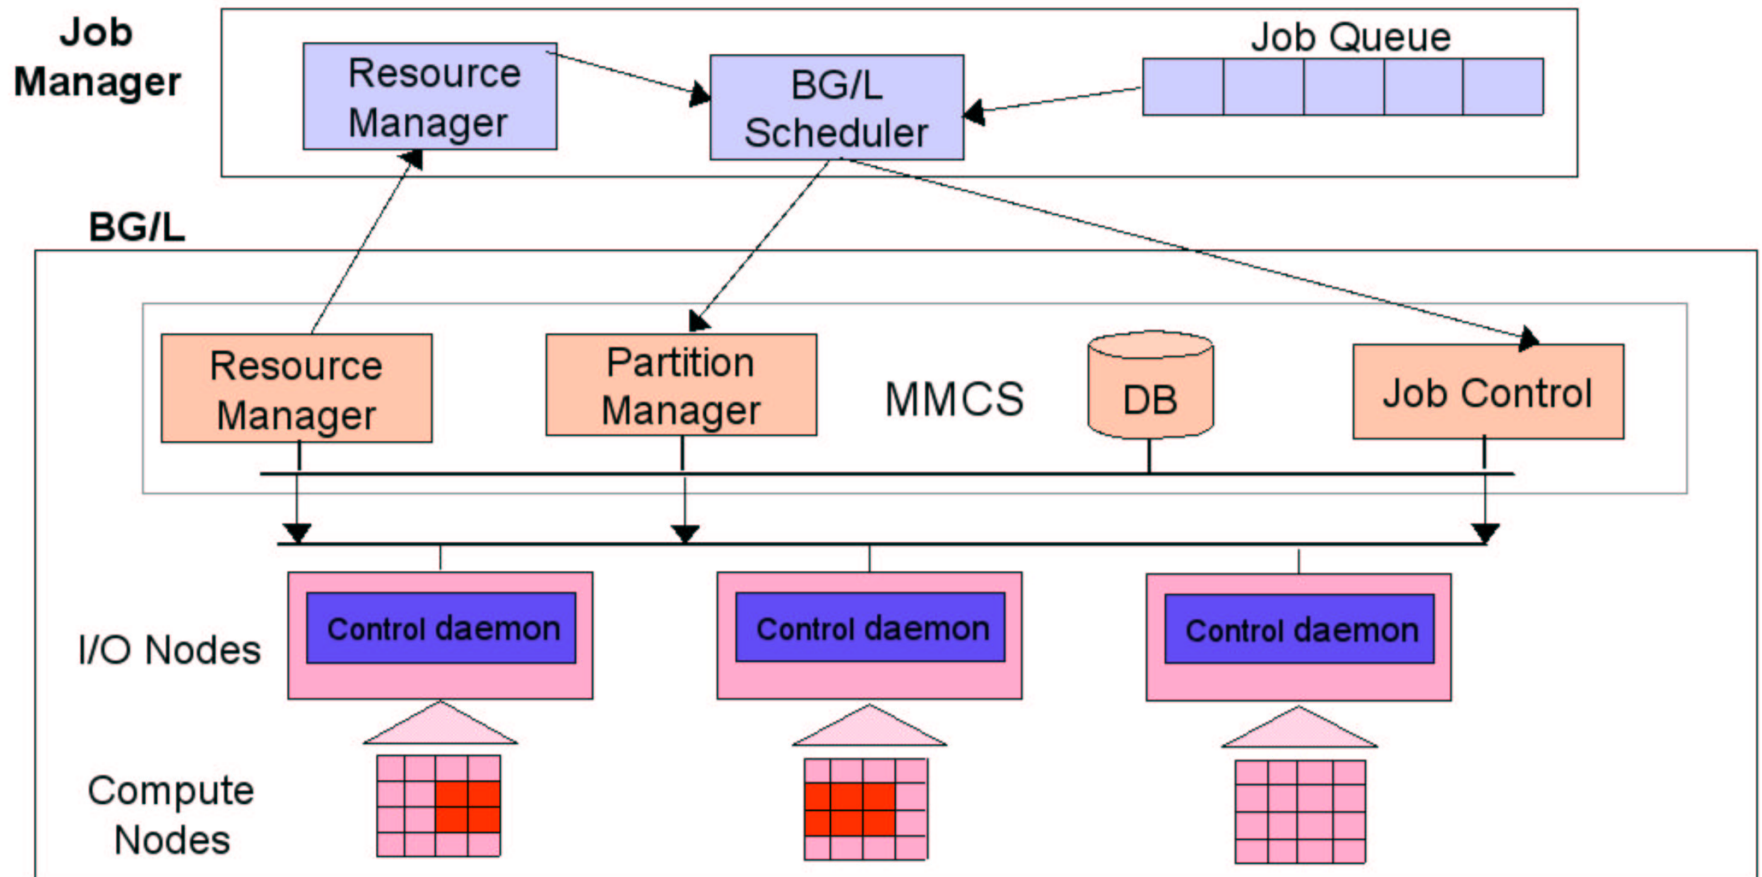 Job
Manager
Resource
Manager
BG/L
Scheduler
Job Queue
BG/L
Resource
Manager
Partition
Manager
MMCS
DB
Job Control
I/O Nodes
Control daemon
Control daemon
Control daemon
Compute
Nodes